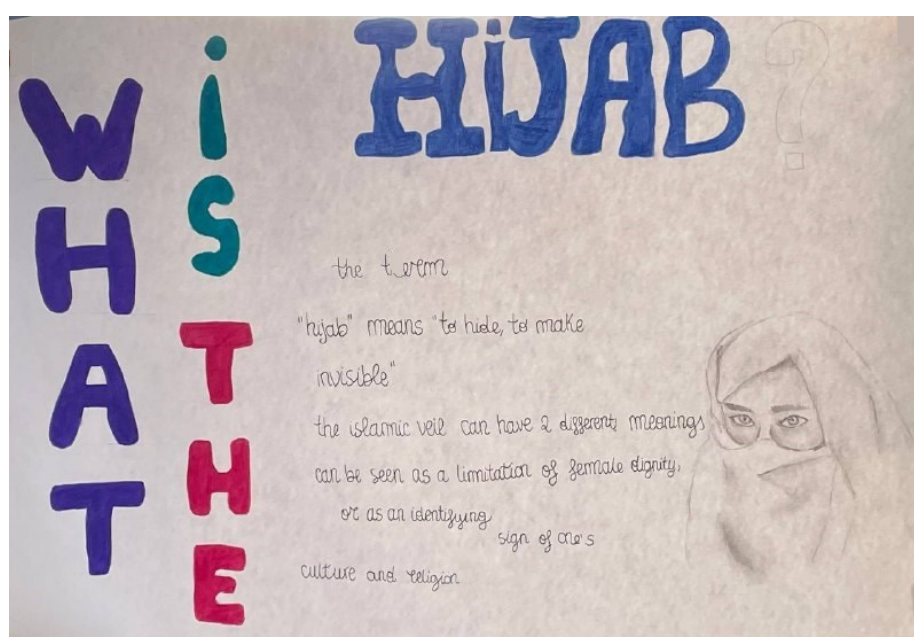 WHAT
iS
THE
HiJAB ?
the term
"hijab" means "to hide, to make
invisible"
the islamic veil can have 2 different meanings
can be seen as a limitation of female dignity,
or as an identifying
sign of one's
culture and religion